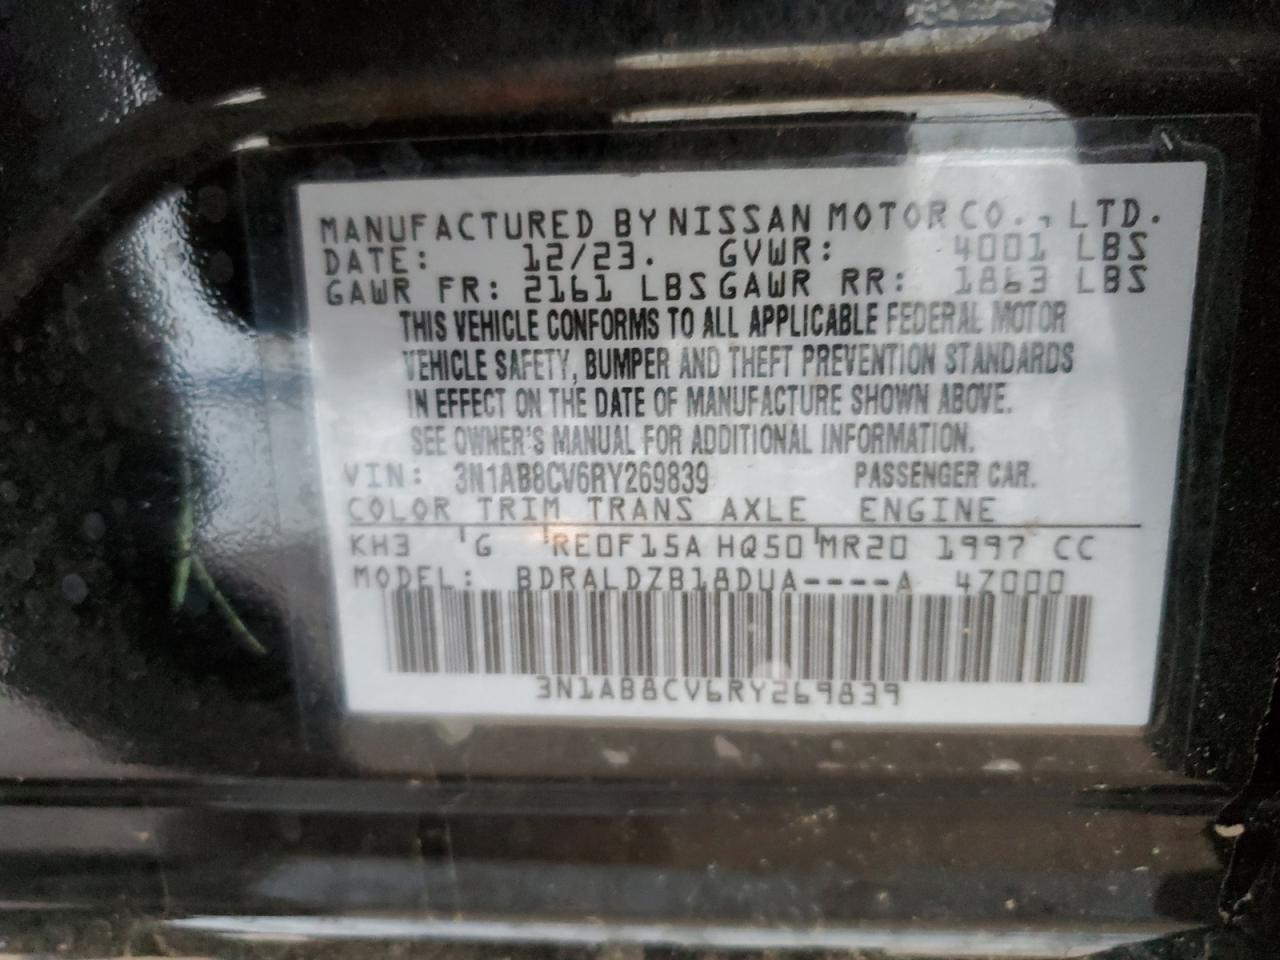 MANUFACTURED BY NISSAN MOTOR CO., LTD.
DATE: 12/23. GVWR: 4001 LBS
GAWR FR: 2161 LBS GAWR RR: 1863 LBS
THIS VEHICLE CONFORMS TO ALL APPLICABLE FEDERAL MOTOR
VEHICLE SAFETY, BUMPER AND THEFT PREVENTION STANDARDS
IN EFFECT ON THE DATE OF MANUFACTURE SHOWN ABOVE.
SEE OWNER'S MANUAL FOR ADDITIONAL INFORMATION.
VIN: 3N1AB8CV6RY269839 PASSENGER CAR.
COLOR TRIM TRANS AXLE ENGINE
KH3 'G 'RE0F15A HQ50 'MR20 1997 CC
MODEL: BDRALDZB18DUA----A 4Z000
3N1AB8CV6RY269839